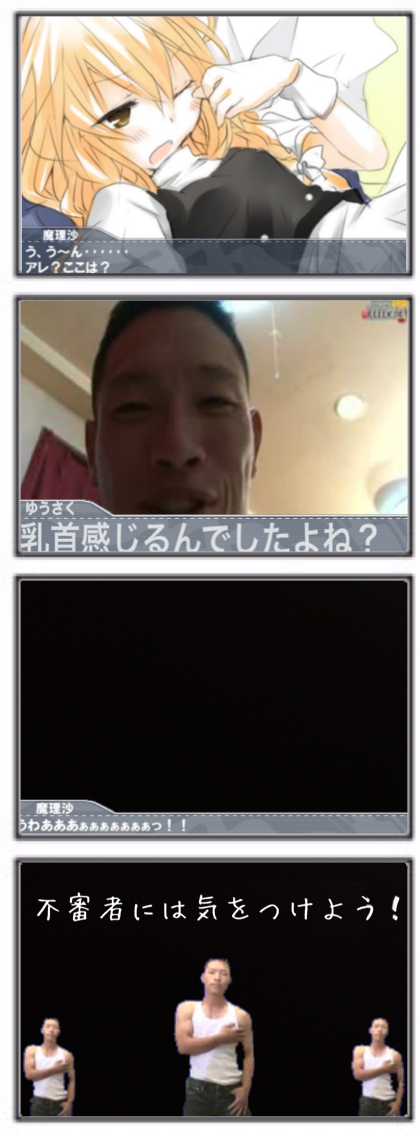 魔理沙
う、う〜ん・・・・・・
アレ?ここは?
ゆうさく
乳首感じるんでしたよね?
魔理沙
うわあああぁぁぁぁぁぁぁっ!!
不審者には気をつけよう!